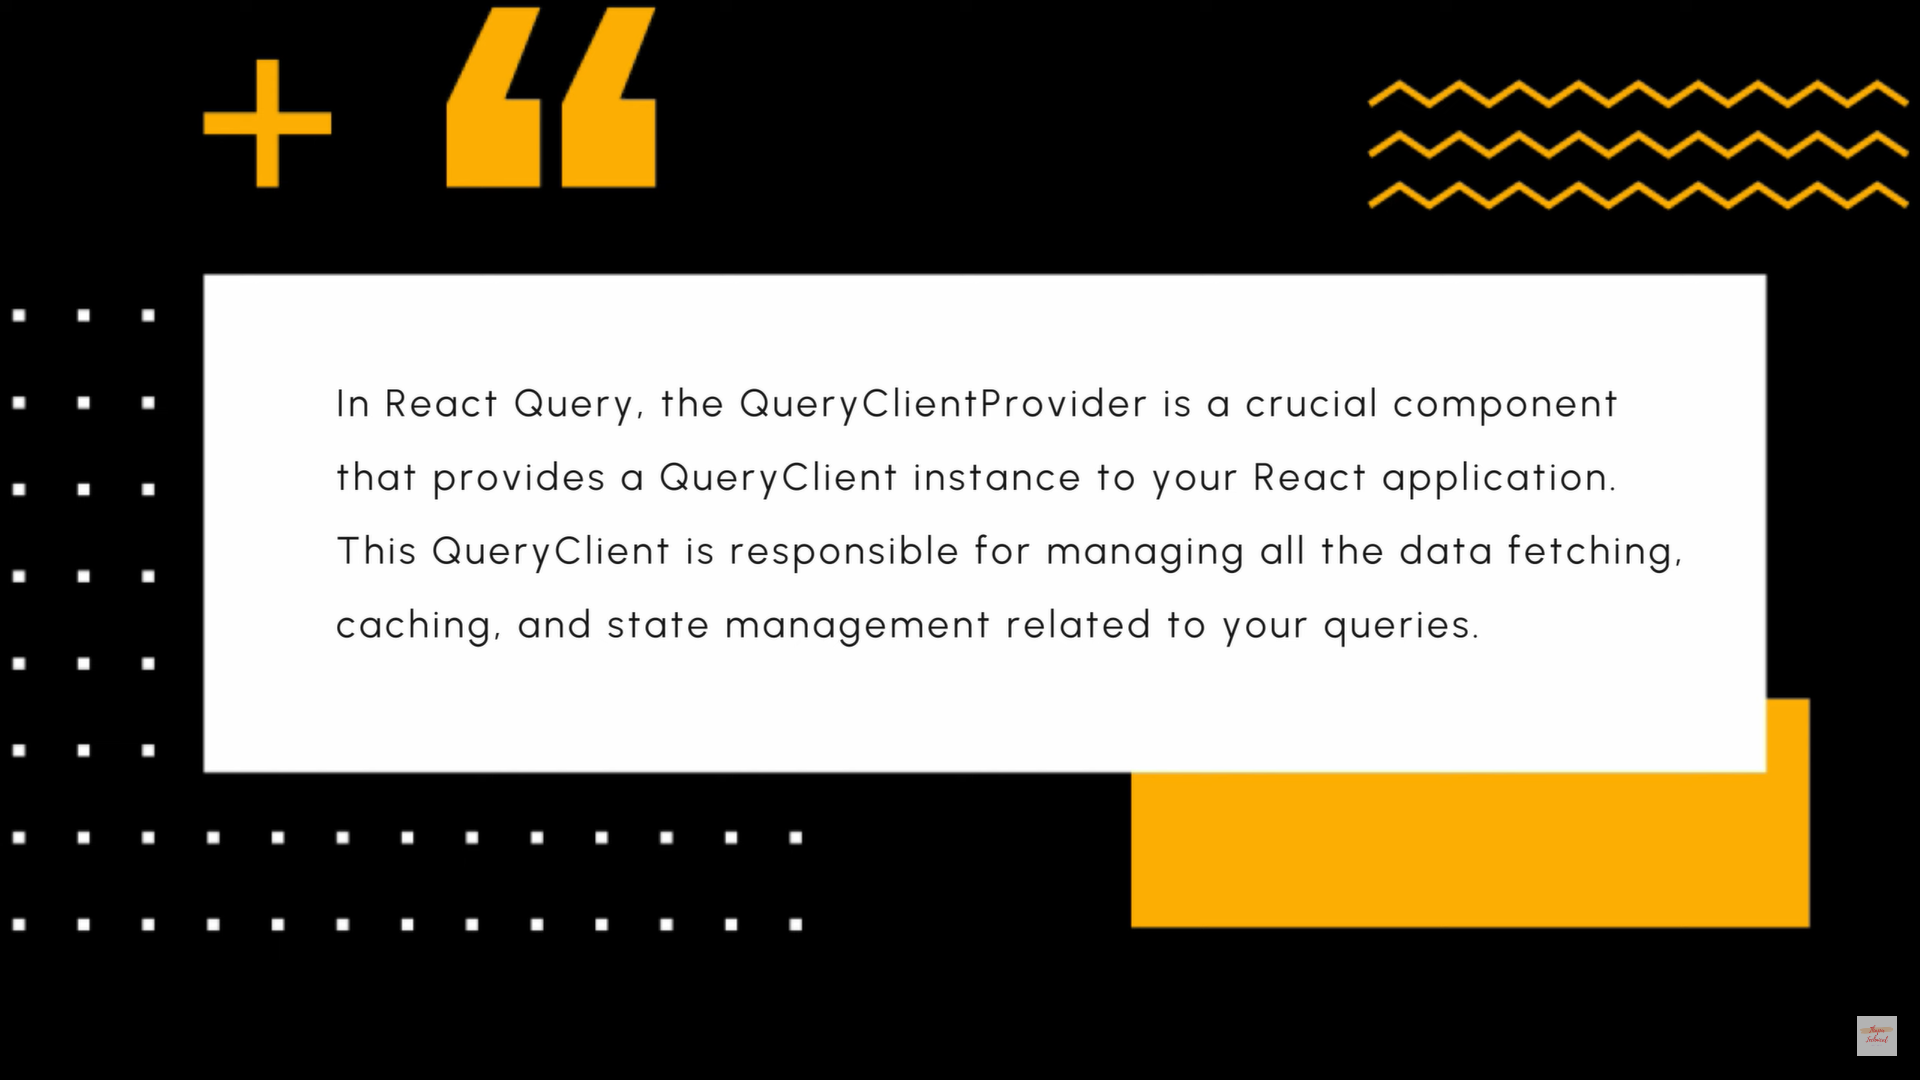 In React Query, the QueryClientProvider is a crucial component
that provides a QueryClient instance to your React application.
This QueryClient is responsible for managing all the data fetching,
caching, and state management related to your queries.